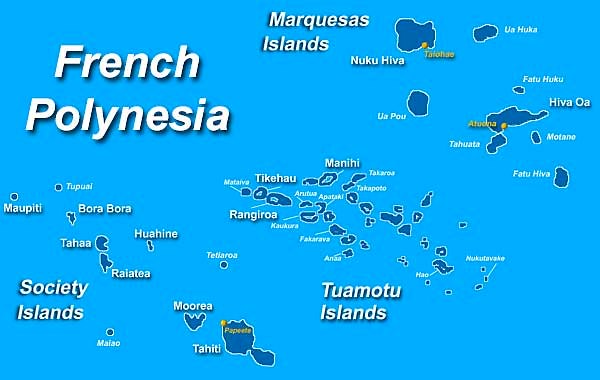 French
Polynesia
Marquesas
Islands
Nuku Hiva
Taiohae
Ua Huka
Ua Pou
Fatu Huku
Hiva Oa
Atuona
Motane
Tahuata
Fatu Hiva
Manihi
Takaroa
Tikehau
Mataiva
Arutua
Apataki
Takapoto
Rangiroa
Kaukura
Fakarava
Anaa
Hao
Nukutavake
Tuamotu
Islands
Tupuai
Maupiti
Bora Bora
Tahaa
Huahine
Raiatea
Tetiaroa
Society
Islands
Moorea
Papeete
Tahiti
Maiao